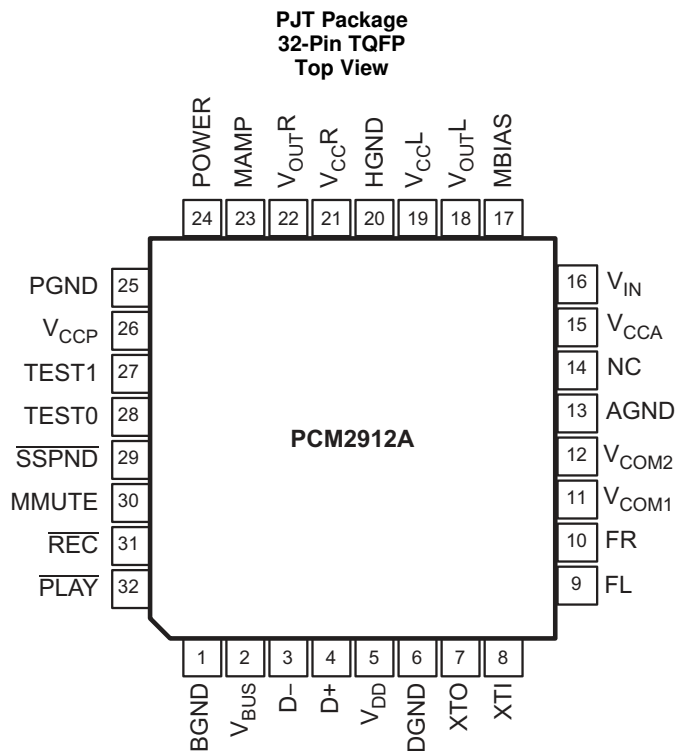 PJT Package
32-Pin TQFP
Top View
POWER
MAMP
VOUTR
VCCR
HGND
VCCL
VOUTL
MBIAS
24 23 22 21 20 19 18 17
PGND 25
VCCP 26
TEST1 27
TEST0 28
SSPND 29
MMUTE 30
REC 31
PLAY 32
PCM2912A
16 VIN
15 VCCA
14 NC
13 AGND
12 VCOM2
11 VCOM1
10 FR
9 FL
1 2 3 4 5 6 7 8
BGND
VBUS
D–
D+
VDD
DGND
XTO
XTI